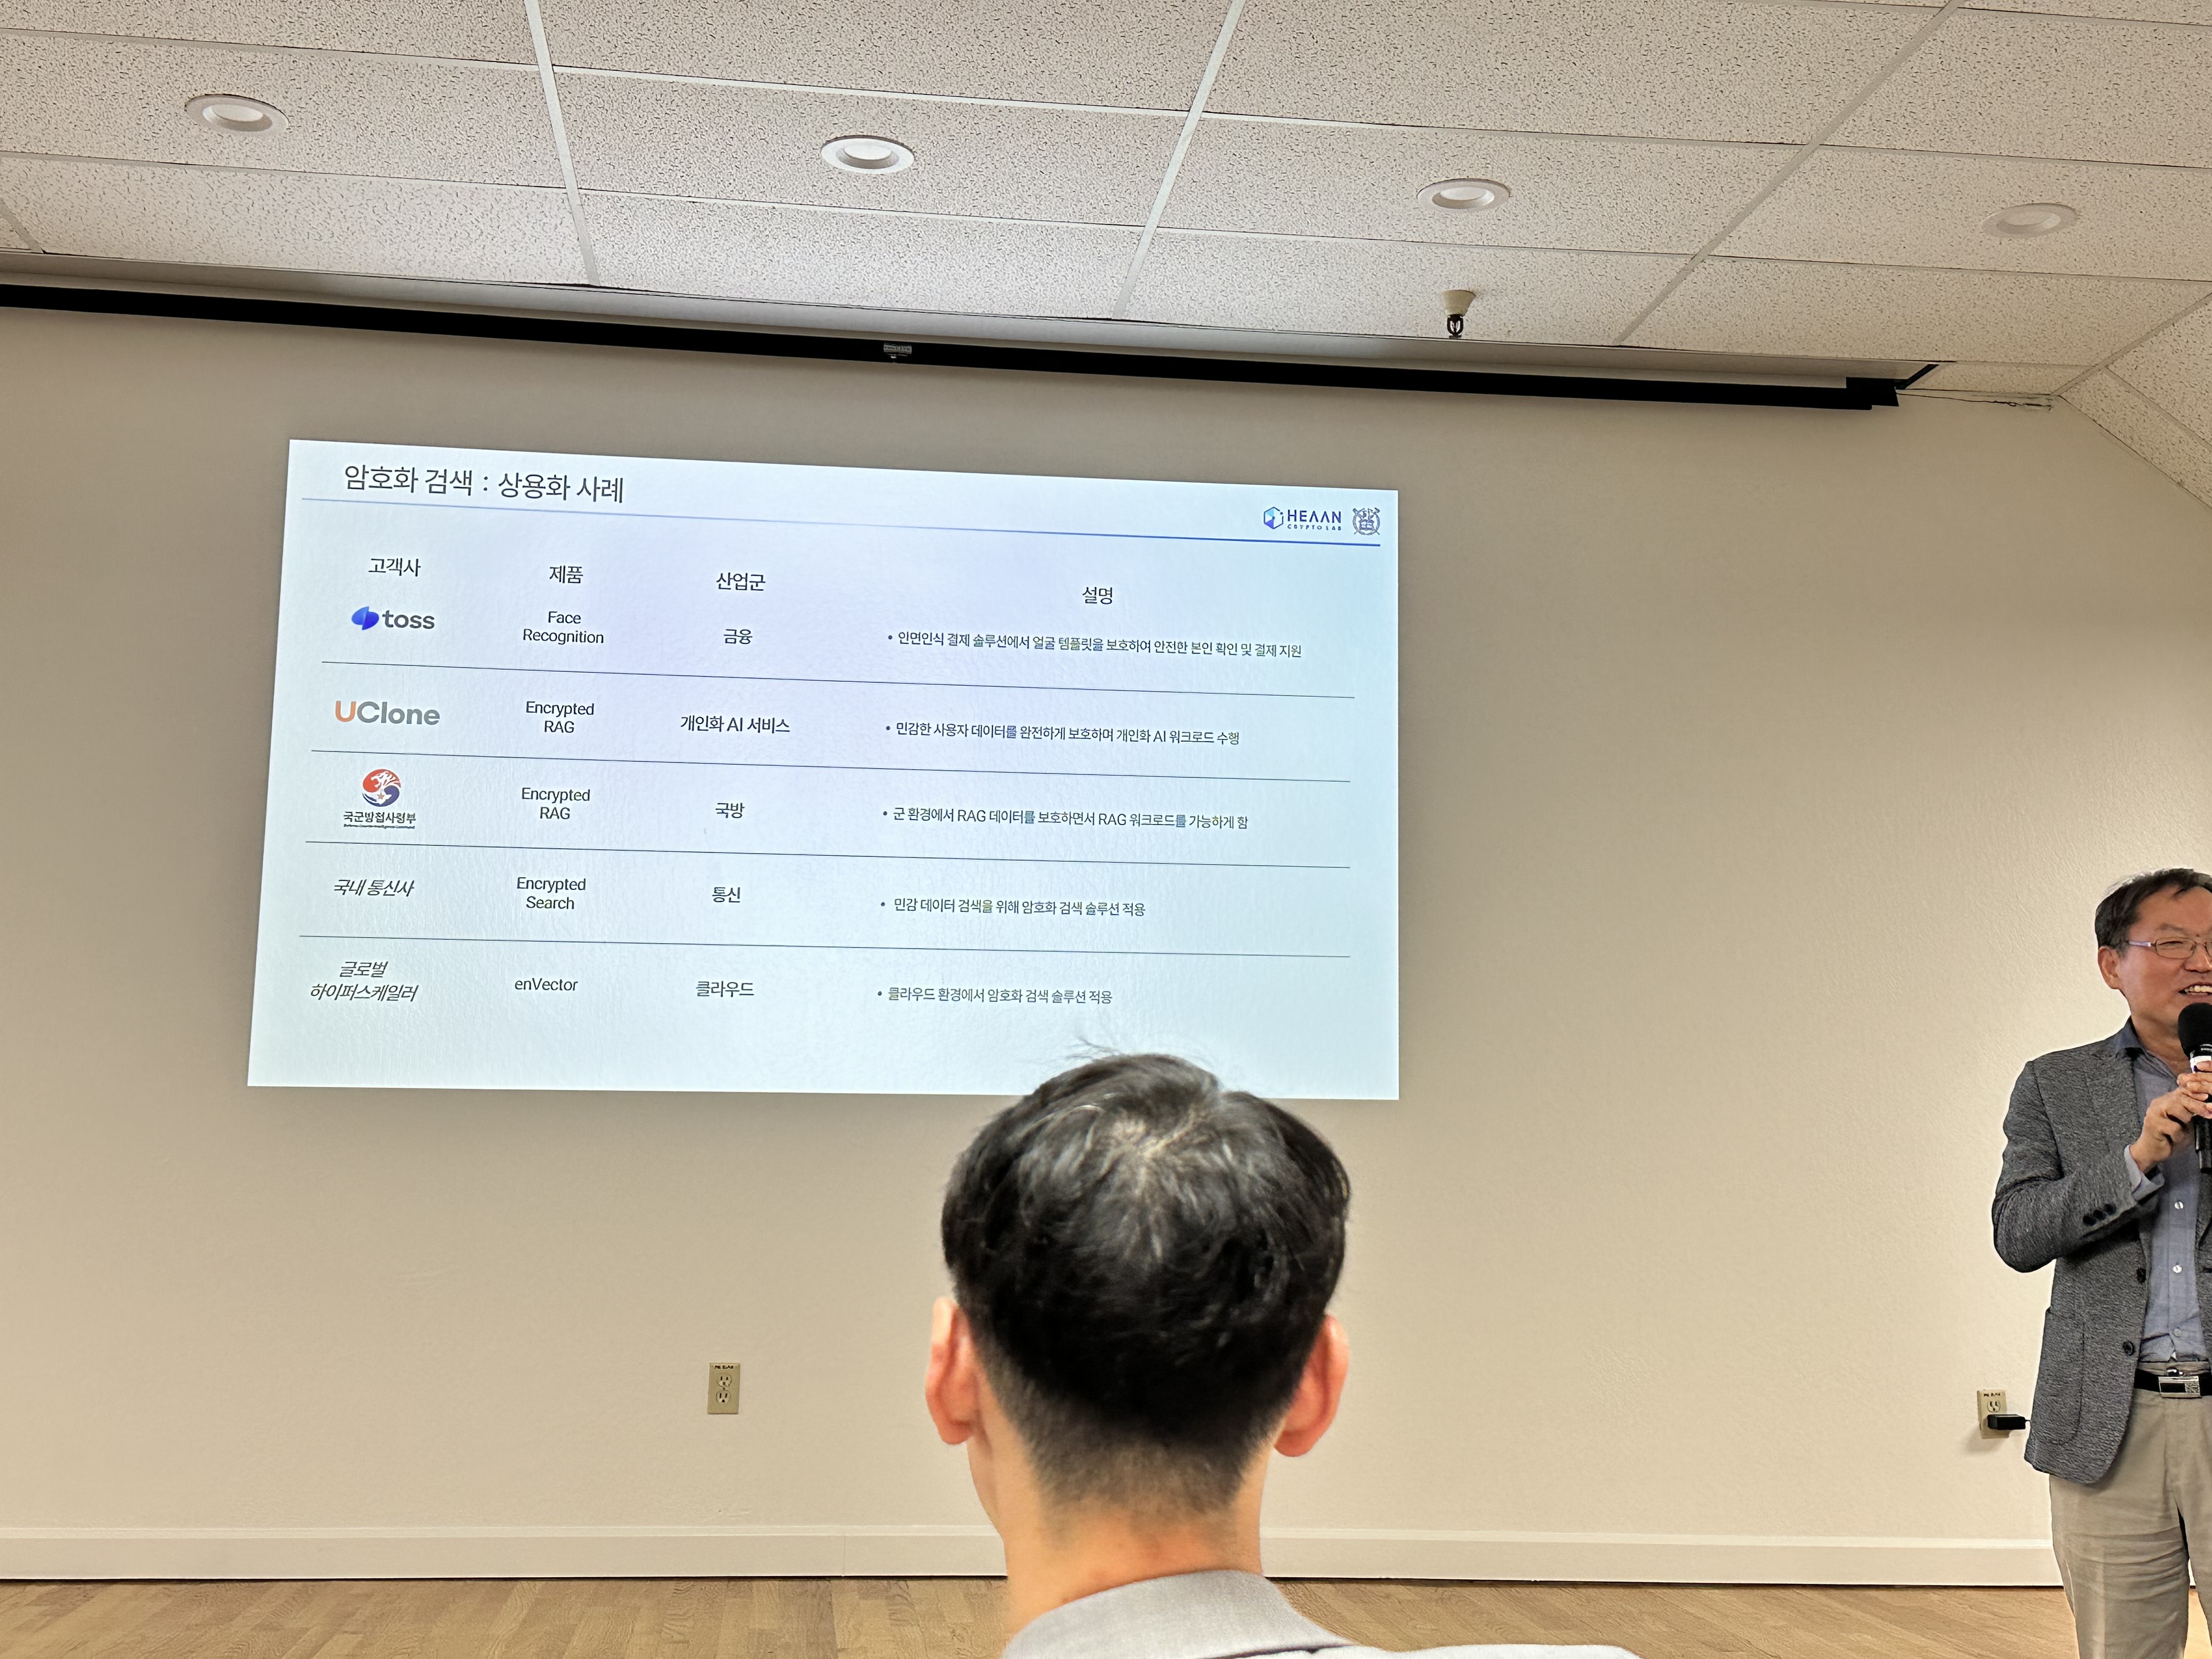 암호화 검색 : 상용화 사례
HEAAN
CRYPTO LAB
고객사 제품 산업군 설명
toss Face Recognition 금융 • 인면인식 결제 솔루션에서 얼굴 템플릿을 보호하여 안전한 본인 확인 및 결제 지원
UClone Encrypted RAG 개인화 AI 서비스 • 민감한 사용자 데이터를 완전하게 보호하며 개인화 AI 워크로드 수행
국군방첩사령부 Encrypted RAG 국방 • 군 환경에서 RAG 데이터를 보호하면서 RAG 워크로드를 가능하게 함
Defense Counterintelligence Command
국내 통신사 Encrypted Search 통신 • 민감 데이터 검색을 위해 암호화 검색 솔루션 적용
글로벌 하이퍼스케일러 enVector 클라우드 • 클라우드 환경에서 암호화 검색 솔루션 적용